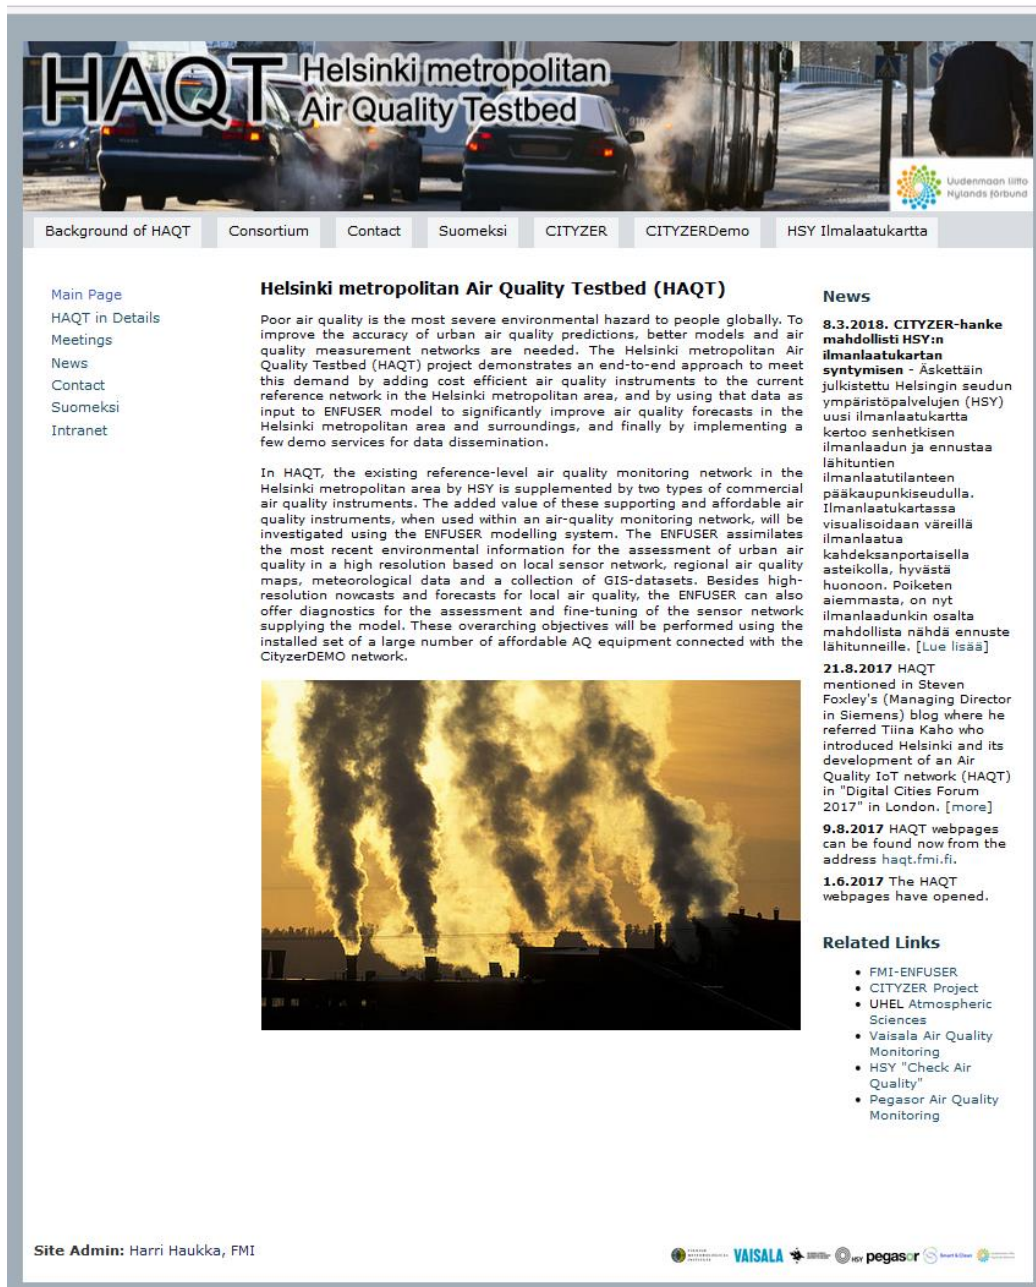 HAQT Helsinki metropolitan
Air Quality Testbed
Uudenmaan liitto
Nylands förbund
Background of HAQT Consortium Contact Suomeksi CITYZER CITYZERDemo HSY Ilmalaatukartta
Main Page
HAQT in Details
Meetings
News
Contact
Suomeksi
Intranet
Helsinki metropolitan Air Quality Testbed (HAQT)
Poor air quality is the most severe environmental hazard to people globally. To
improve the accuracy of urban air quality predictions, better models and air
quality measurement networks are needed. The Helsinki metropolitan Air
Quality Testbed (HAQT) project demonstrates an end-to-end approach to meet
this demand by adding cost efficient air quality instruments to the current
reference network in the Helsinki metropolitan area, and by using that data as
input to ENFUSER model to significantly improve air quality forecasts in the
Helsinki metropolitan area and surroundings, and finally by implementing a
few demo services for data dissemination.
In HAQT, the existing reference-level air quality monitoring network in the
Helsinki metropolitan area by HSY is supplemented by two types of commercial
air quality instruments. The added value of these supporting and affordable air
quality instruments, when used within an air-quality monitoring network, will be
investigated using the ENFUSER modelling system. The ENFUSER assimilates
the most recent environmental information for the assessment of urban air
quality in a high resolution based on local sensor network, regional air quality
maps, meteorological data and a collection of GIS-datasets. Besides high-
resolution nowcasts and forecasts for local air quality, the ENFUSER can also
offer diagnostics for the assessment and fine-tuning of the sensor network
supplying the model. These overarching objectives will be performed using the
installed set of a large number of affordable AQ equipment connected with the
CityzerDEMO network.
News
8.3.2018. CITYZER-hanke
mahdollisti HSY:n
ilmanlaatukartan
syntymisen - Äskettäin
julkistettu Helsingin seudun
ympäristöpalvelujen (HSY)
uusi ilmanlaatukartta
kertoo senhetkisen
ilmanlaadun ja ennustaa
lähituntien
ilmanlaatutilanteen
pääkaupunkiseudulla.
Ilmanlaatukartassa
visualisoidaan väreillä
ilmanlaatua
kahdeksanportaisella
asteikolla, hyvästä
huonoon. Poiketen
aiemmasta, on nyt
ilmanlaadunkin osalta
mahdollista nähdä ennuste
lähitunneille. [Lue lisää]
21.8.2017 HAQT
mentioned in Steven
Foxley's (Managing Director
in Siemens) blog where he
referred Tiina Kaho who
introduced Helsinki and its
development of an Air
Quality IoT network (HAQT)
in "Digital Cities Forum
2017" in London. [more]
9.8.2017 HAQT webpages
can be found now from the
address haqt.fmi.fi.
1.6.2017 The HAQT
webpages have opened.
Related Links
FMI-ENFUSER
CITYZER Project
UHEL Atmospheric
Sciences
Vaisala Air Quality
Monitoring
HSY "Check Air
Quality"
Pegasor Air Quality
Monitoring
Site Admin: Harri Haukka, FMI
VAISALA HSY pegasor Smart & Clean